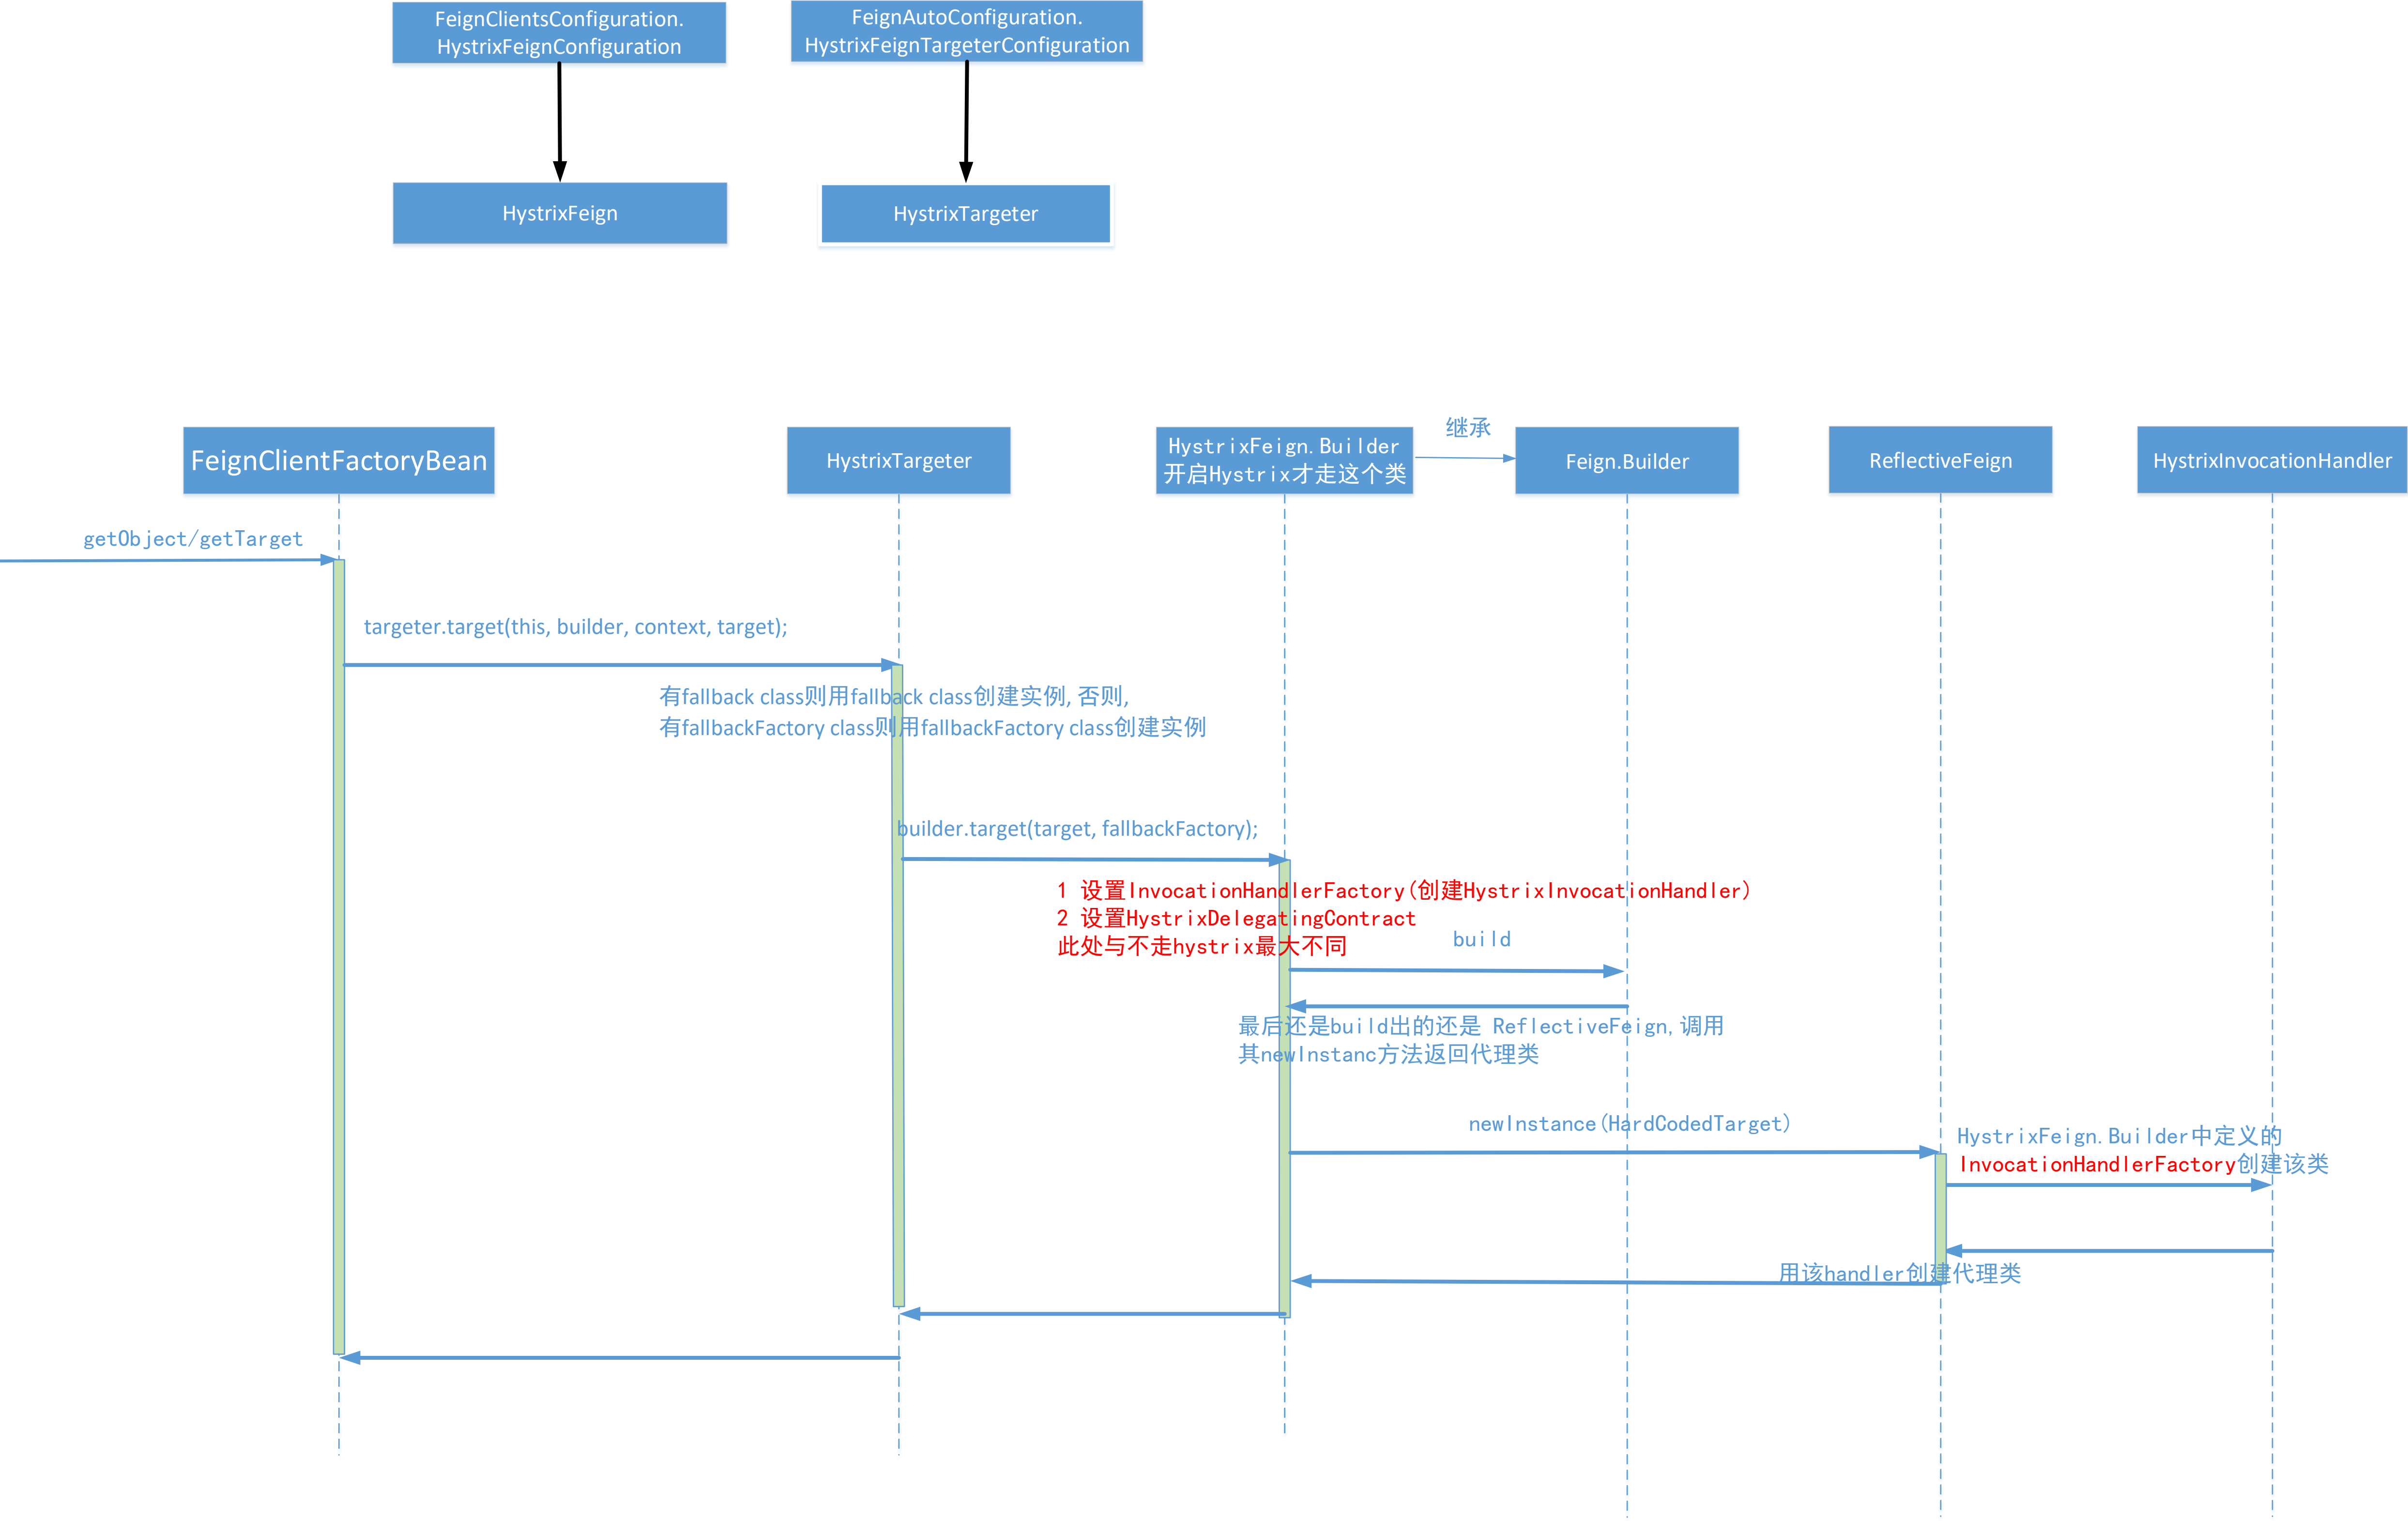 FeignClientsConfiguration.
HystrixFeignConfiguration
FeignAutoConfiguration.
HystrixFeignTargeterConfiguration
HystrixFeign
HystrixTargeter
FeignClientFactoryBean
HystrixTargeter
HystrixFeign.Builder
开启Hystrix才走这个类
继承
Feign.Builder
ReflectiveFeign
HystrixInvocationHandler
getObject/getTarget
targeter.target(this, builder, context, target);
有fallback class则用fallback class创建实例, 否则,
有fallbackFactory class则用fallbackFactory class创建实例
builder.target(target, fallbackFactory);
1 设置InvocationHandlerFactory(创建HystrixInvocationHandler)
2 设置HystrixDelegatingContract
此处与不走hystrix最大不同
build
最后还是build出的还是 ReflectiveFeign,调用
其newInstanc方法返回代理类
newInstance(HardCodedTarget)
HystrixFeign.Builder中定义的
InvocationHandlerFactory创建该类
用该handler创建代理类